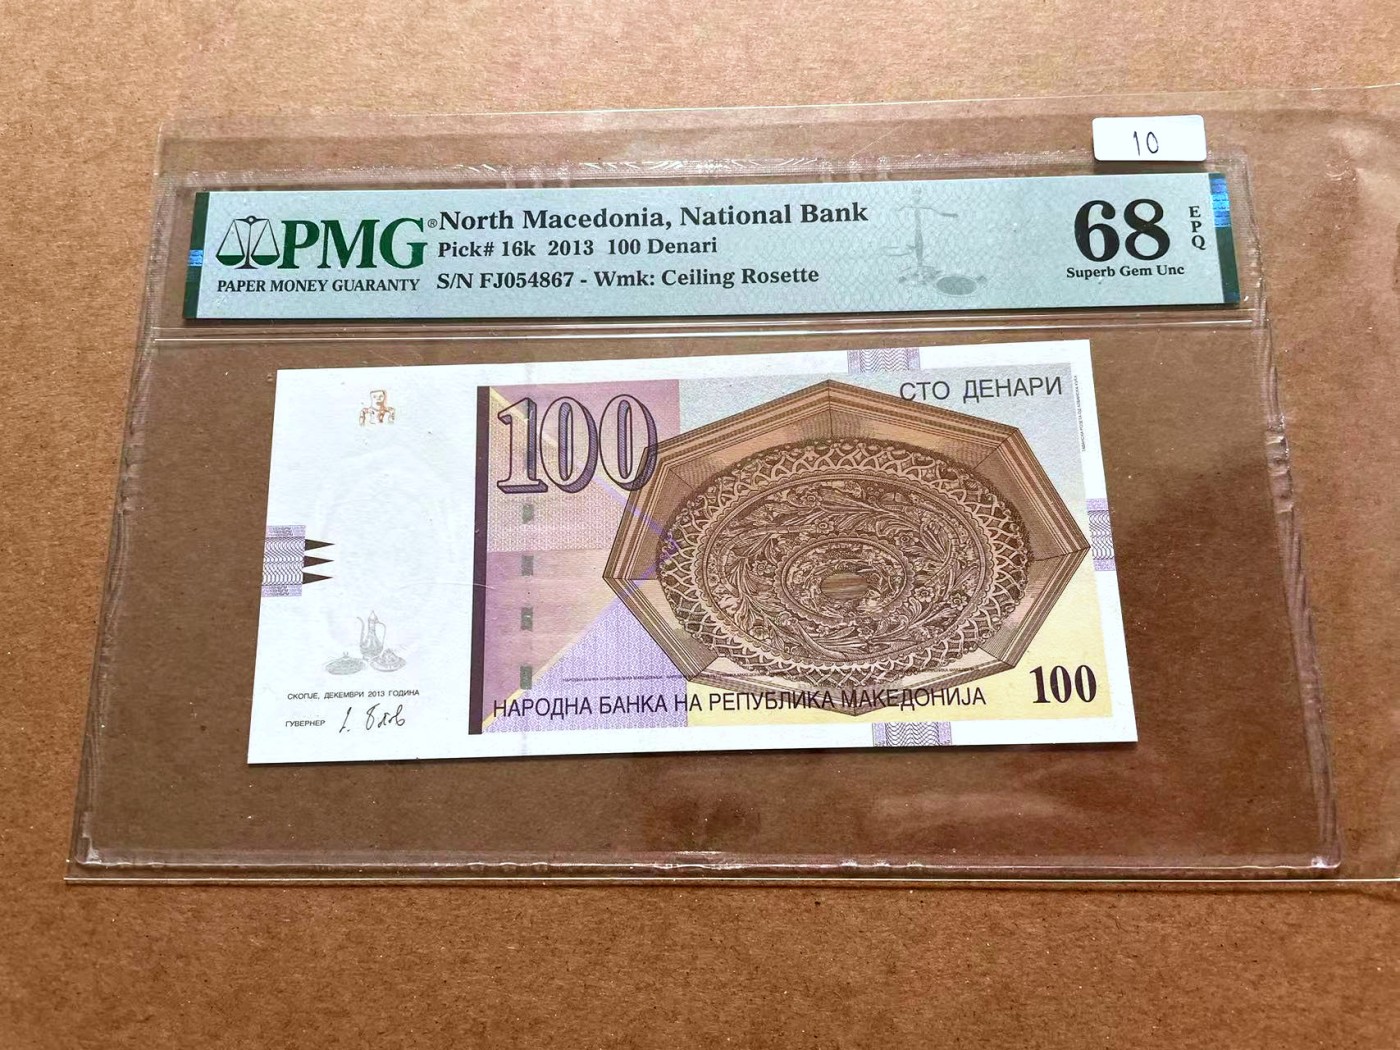 10
PMG®
PAPER MONEY GUARANTY
North Macedonia, National Bank
Pick# 16k 2013 100 Denari
S/N FJ054867 - Wmk: Ceiling Rosette
68
EPQ
Superb Gem Unc
100
СТО ДЕНАРИ
СКОПЈЕ, ДЕКЕМВРИ 2013 ГОДИНА
ГУВЕРНЕР
НАРОДНА БАНКА НА РЕПУБЛИКА МАКЕДОНИЈА
100